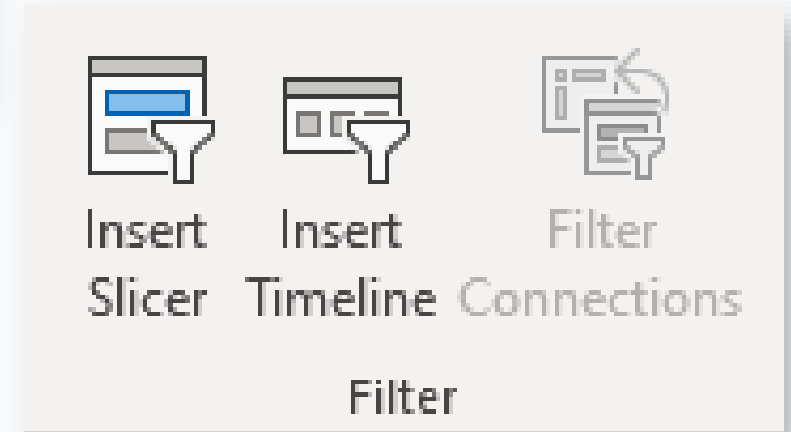 Insert Slicer
Insert Timeline
Filter Connections
Filter